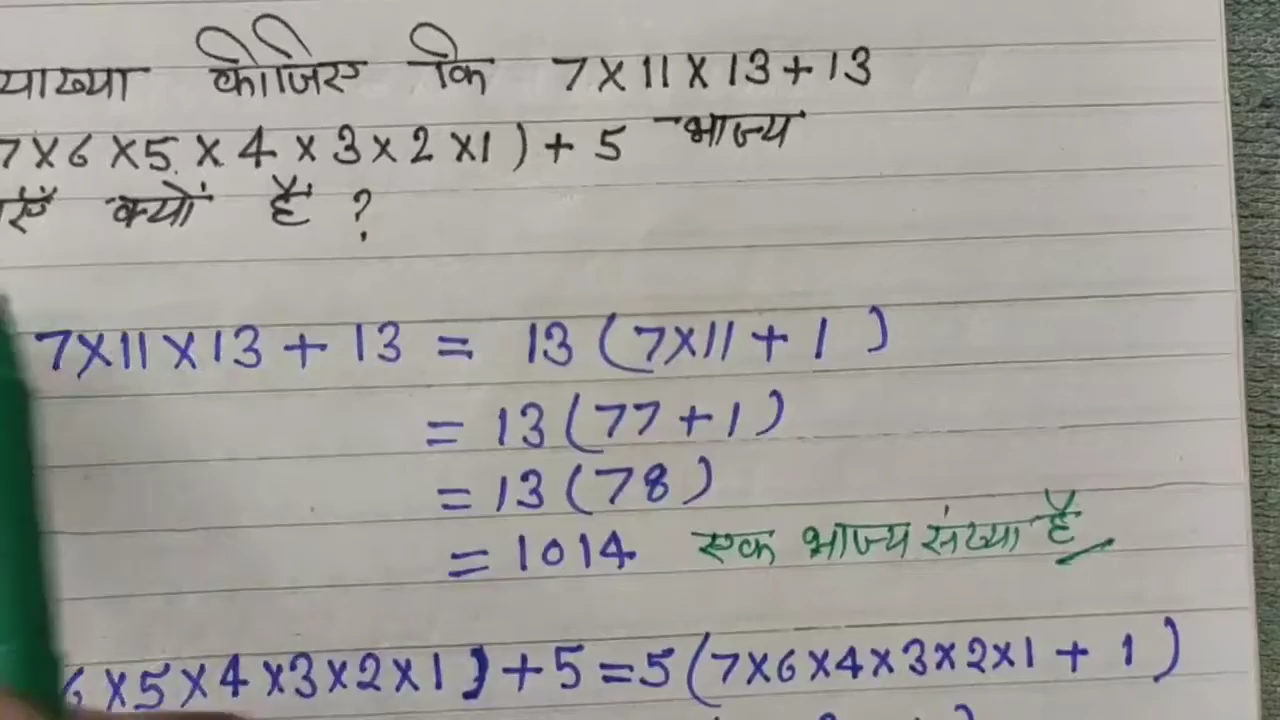 याख्या कीजिए कि 7×11×13+13
7×6×5×4×3×2×1)+5 भाज्य
एँ क्यों है ?
7×11×13+13 = 13(7×11+1)
= 13(77+1)
= 13(78)
= 1014 एक भाज्य संख्या है
6×5×4×3×2×1)+5=5(7×6×4×3×2×1+1)